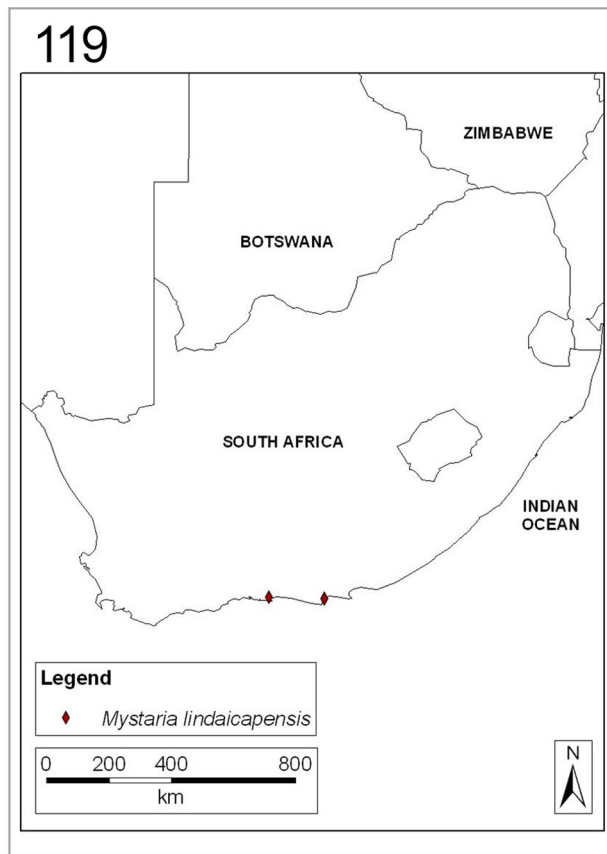 119
ZIMBABWE
BOTSWANA
SOUTH AFRICA
INDIAN
OCEAN
Legend
Mystaria lindaicapensis
0 200 400 800
km
N